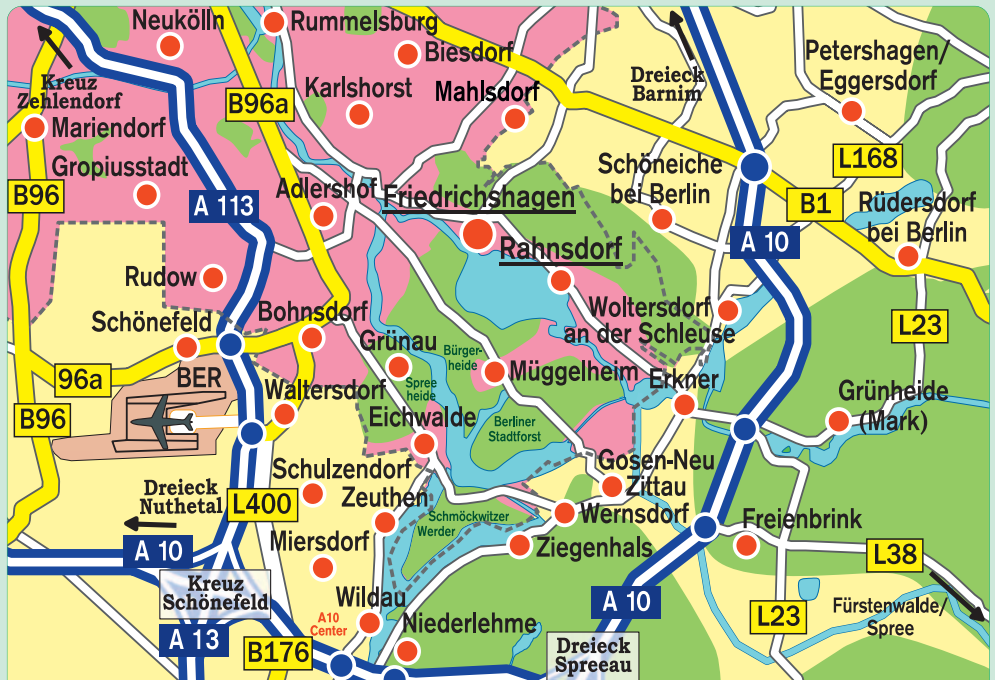 Neukölln
Rummelsburg
Biesdorf
Petershagen/
Eggersdorf
Kreuz
Zehlendorf
Karlshorst
Mahlsdorf
Dreieck
Barnim
B96a
Mariendorf
L168
Gropiusstadt
Schöneiche
bei Berlin
B96
A 113
Adlershof
Friedrichshagen
B1
Rüdersdorf
bei Berlin
Rahnsdorf
A 10
Rudow
Woltersdorf
an der Schleuse
Schönefeld
Bohnsdorf
L23
Grünau
Bürger-
heide
96a
BER
Müggelheim
Erkner
Waltersdorf
Spree
heide
Grünheide
(Mark)
B96
Eichwalde
Berliner
Stadtforst
Schulzendorf
Gosen-Neu
Zittau
Dreieck
Nuthetal
L400
Zeuthen
Schmöckwitzer
Werder
Wernsdorf
Freienbrink
A 10
Miersdorf
Ziegenhals
L38
Kreuz
Schönefeld
Wildau
A 10
L23
Fürstenwalde/
Spree
A10
Center
Niederlehme
A 13
B176
Dreieck
Spreeau